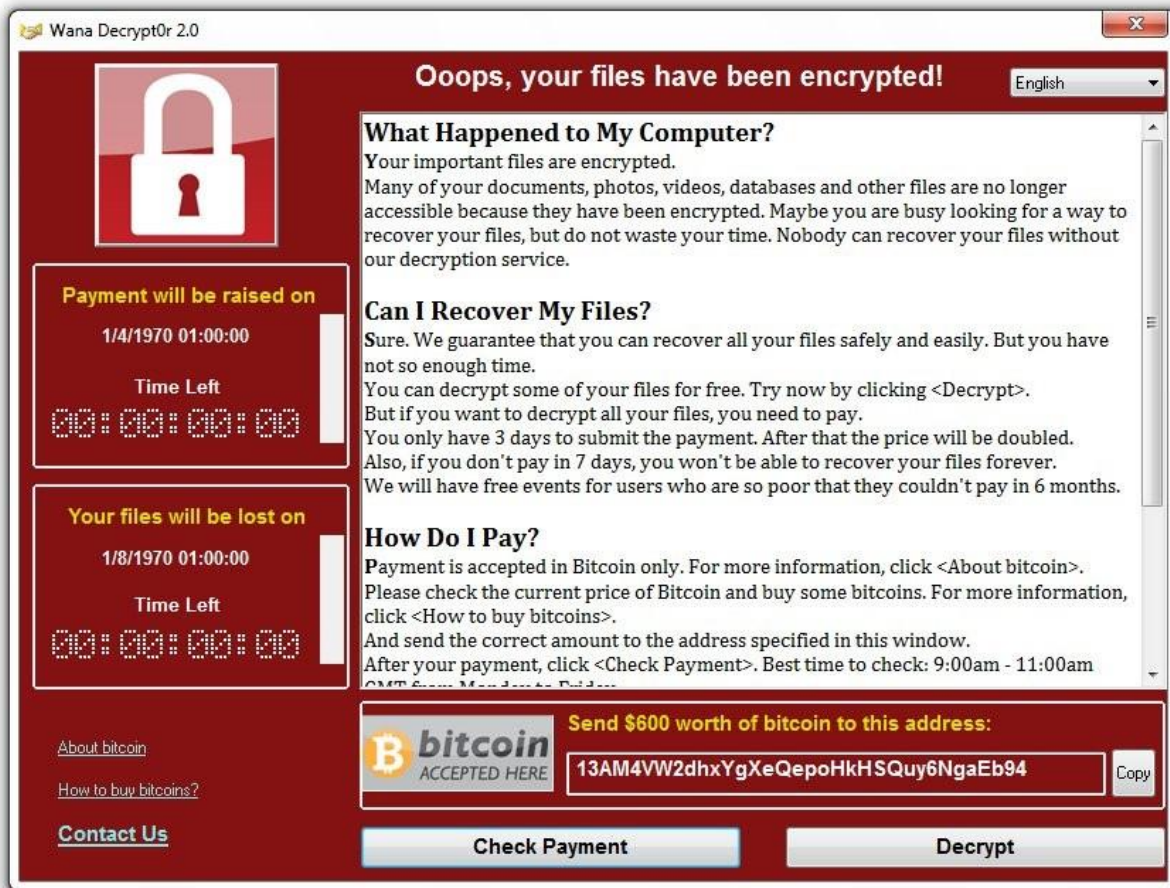 Wana Decrypt0r 2.0
Ooops, your files have been encrypted!
English
Payment will be raised on
1/4/1970 01:00:00
Time Left
00:00:00:00
Your files will be lost on
1/8/1970 01:00:00
Time Left
00:00:00:00
About bitcoin
How to buy bitcoins?
Contact Us
What Happened to My Computer?
Your important files are encrypted.
Many of your documents, photos, videos, databases and other files are no longer
accessible because they have been encrypted. Maybe you are busy looking for a way to
recover your files, but do not waste your time. Nobody can recover your files without
our decryption service.
Can I Recover My Files?
Sure. We guarantee that you can recover all your files safely and easily. But you have
not so enough time.
You can decrypt some of your files for free. Try now by clicking <Decrypt>.
But if you want to decrypt all your files, you need to pay.
You only have 3 days to submit the payment. After that the price will be doubled.
Also, if you don't pay in 7 days, you won't be able to recover your files forever.
We will have free events for users who are so poor that they couldn't pay in 6 months.
How Do I Pay?
Payment is accepted in Bitcoin only. For more information, click <About bitcoin>.
Please check the current price of Bitcoin and buy some bitcoins. For more information,
click <How to buy bitcoins>.
And send the correct amount to the address specified in this window.
After your payment, click <Check Payment>. Best time to check: 9:00am - 11:00am
GMT from Monday to Friday
bitcoin
ACCEPTED HERE
Send $600 worth of bitcoin to this address:
13AM4VW2dhxYgXeQepoHkHSQuy6NgaEb94
Copy
Check Payment
Decrypt